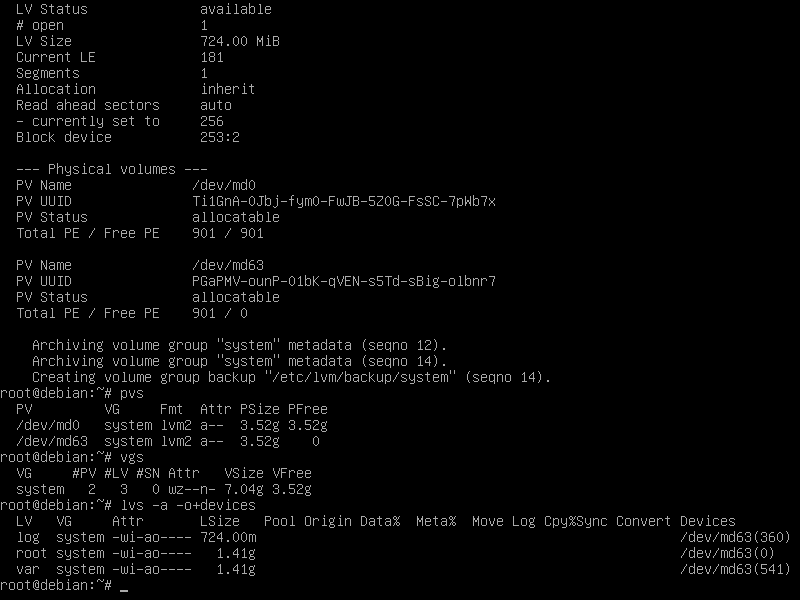 LV Status              available
# open                 1
LV Size                724.00 MiB
Current LE             181
Segments               1
Allocation             inherit
Read ahead sectors     auto
- currently set to     256
Block device           253:2
--- Physical volumes ---
PV Name               /dev/md0
PV UUID               Ti1GnA-0Jbj-fym0-FwJB-5Z0G-FsSC-7pWb7x
PV Status             allocatable
Total PE / Free PE    901 / 901
PV Name               /dev/md63
PV UUID               PGaPMV-ounP-01bK-qVEN-s5Td-sBig-olbnr7
PV Status             allocatable
Total PE / Free PE    901 / 0
Archiving volume group "system" metadata (seqno 12).
Archiving volume group "system" metadata (seqno 14).
Creating volume group backup "/etc/lvm/backup/system" (seqno 14).
root@debian:~# pvs
PV         VG     Fmt  Attr PSize PFree
/dev/md0   system lvm2 a--  3.52g 3.52g
/dev/md63  system lvm2 a--  3.52g    0
root@debian:~# vgs
VG     #PV #LV #SN Attr   VSize VFree
system   2   3   0 wz--n- 7.04g 3.52g
root@debian:~# lvs -a -o+devices
LV   VG     Attr       LSize   Pool Origin Data%  Meta%  Move Log Cpy%Sync Convert Devices
log  system -wi-ao---- 724.00m                                                     /dev/md63(360)
root system -wi-ao----   1.41g                                                     /dev/md63(0)
var  system -wi-ao----   1.41g                                                     /dev/md63(541)
root@debian:~# _